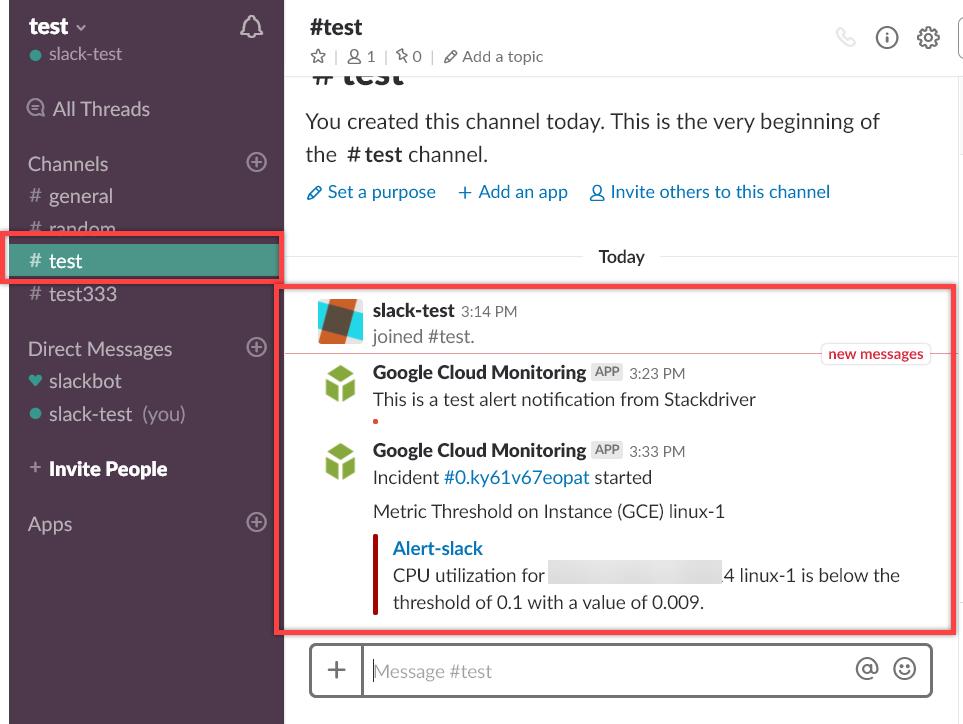 test
slack-test
All Threads
Channels
# general
# random
# test
# test333
Direct Messages
slackbot
slack-test (you)
+ Invite People
Apps
#test
1
0
Add a topic
# test
You created this channel today. This is the very beginning of
the # test channel.
Set a purpose
+ Add an app
Invite others to this channel
Today
slack-test 3:14 PM
joined #test.
new messages
Google Cloud Monitoring APP 3:23 PM
This is a test alert notification from Stackdriver
Google Cloud Monitoring APP 3:33 PM
Incident #0.ky61v67eopat started
Metric Threshold on Instance (GCE) linux-1
Alert-slack
CPU utilization for 4 linux-1 is below the
threshold of 0.1 with a value of 0.009.
+ Message #test @